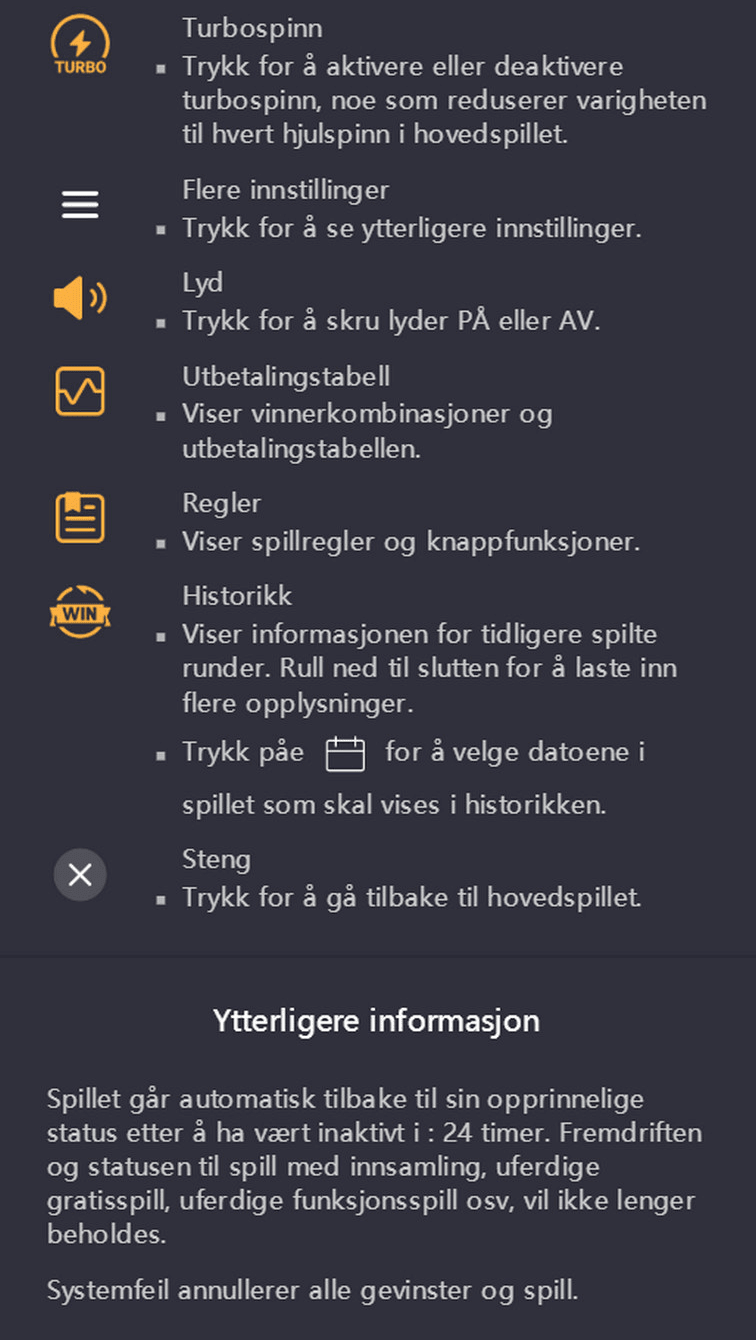 Turbospinn
TURBO
▪ Trykk for å aktivere eller deaktivere
turbospinn, noe som reduserer varigheten
til hvert hjulspinn i hovedspillet.
Flere innstillinger
▪ Trykk for å se ytterligere innstillinger.
Lyd
▪ Trykk for å skru lyder PÅ eller AV.
Utbetalingstabell
▪ Viser vinnerkombinasjoner og
utbetalingstabellen.
Regler
▪ Viser spillregler og knappfunksjoner.
Historikk
WIN
▪ Viser informasjonen for tidligere spilte
runder. Rull ned til slutten for å laste inn
flere opplysninger.
▪ Trykk påe for å velge datoene i
spillet som skal vises i historikken.
Steng
▪ Trykk for å gå tilbake til hovedspillet.
Ytterligere informasjon
Spillet går automatisk tilbake til sin opprinnelige
status etter å ha vært inaktivt i : 24 timer. Fremdriften
og statusen til spill med innsamling, uferdige
gratisspill, uferdige funksjonsspill osv, vil ikke lenger
beholdes.
Systemfeil annullerer alle gevinster og spill.